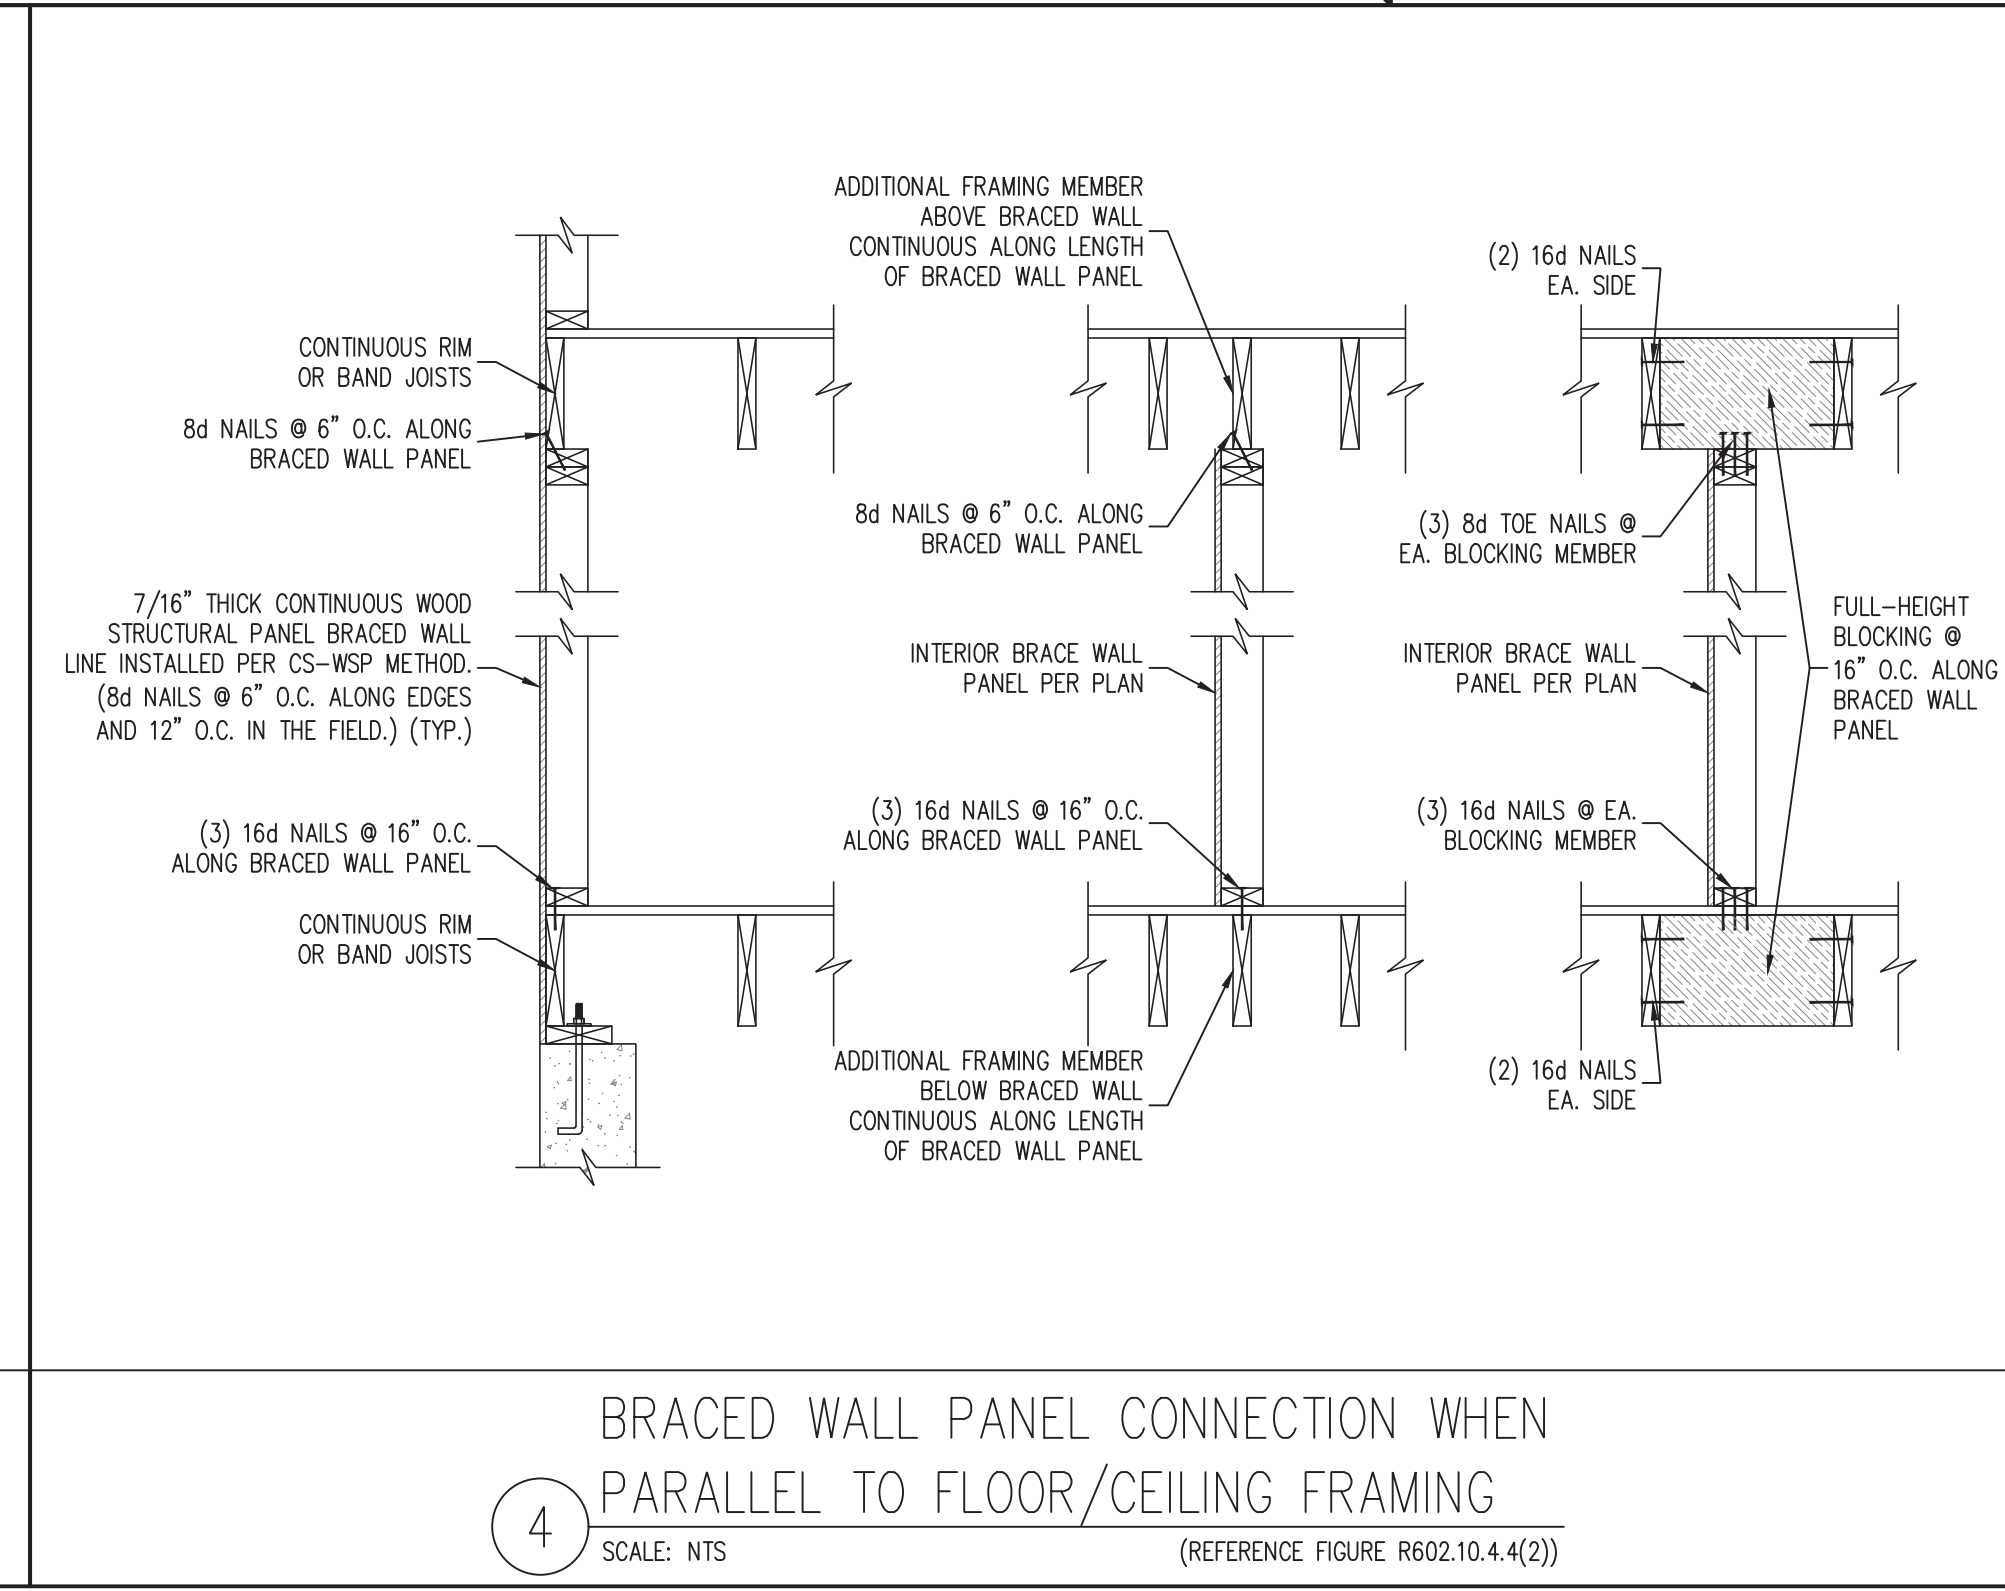 ADDITIONAL FRAMING MEMBER
ABOVE BRACED WALL
CONTINUOUS ALONG LENGTH
OF BRACED WALL PANEL
(2) 16d NAILS
EA. SIDE
CONTINUOUS RIM
OR BAND JOISTS
8d NAILS @ 6" O.C. ALONG
BRACED WALL PANEL
8d NAILS @ 6" O.C. ALONG
BRACED WALL PANEL
(3) 8d TOE NAILS @
EA. BLOCKING MEMBER
7/16" THICK CONTINUOUS WOOD
STRUCTURAL PANEL BRACED WALL
LINE INSTALLED PER CS-WSP METHOD.
(8d NAILS @ 6" O.C. ALONG EDGES
AND 12" O.C. IN THE FIELD.) (TYP.)
INTERIOR BRACE WALL
PANEL PER PLAN
INTERIOR BRACE WALL
PANEL PER PLAN
FULL-HEIGHT
BLOCKING @
16" O.C. ALONG
BRACED WALL
PANEL
(3) 16d NAILS @ 16" O.C.
ALONG BRACED WALL PANEL
(3) 16d NAILS @ 16" O.C.
ALONG BRACED WALL PANEL
(3) 16d NAILS @ EA.
BLOCKING MEMBER
CONTINUOUS RIM
OR BAND JOISTS
ADDITIONAL FRAMING MEMBER
BELOW BRACED WALL
CONTINUOUS ALONG LENGTH
OF BRACED WALL PANEL
(2) 16d NAILS
EA. SIDE
BRACED WALL PANEL CONNECTION WHEN
PARALLEL TO FLOOR/CEILING FRAMING
4
SCALE: NTS
(REFERENCE FIGURE R602.10.4.4(2))